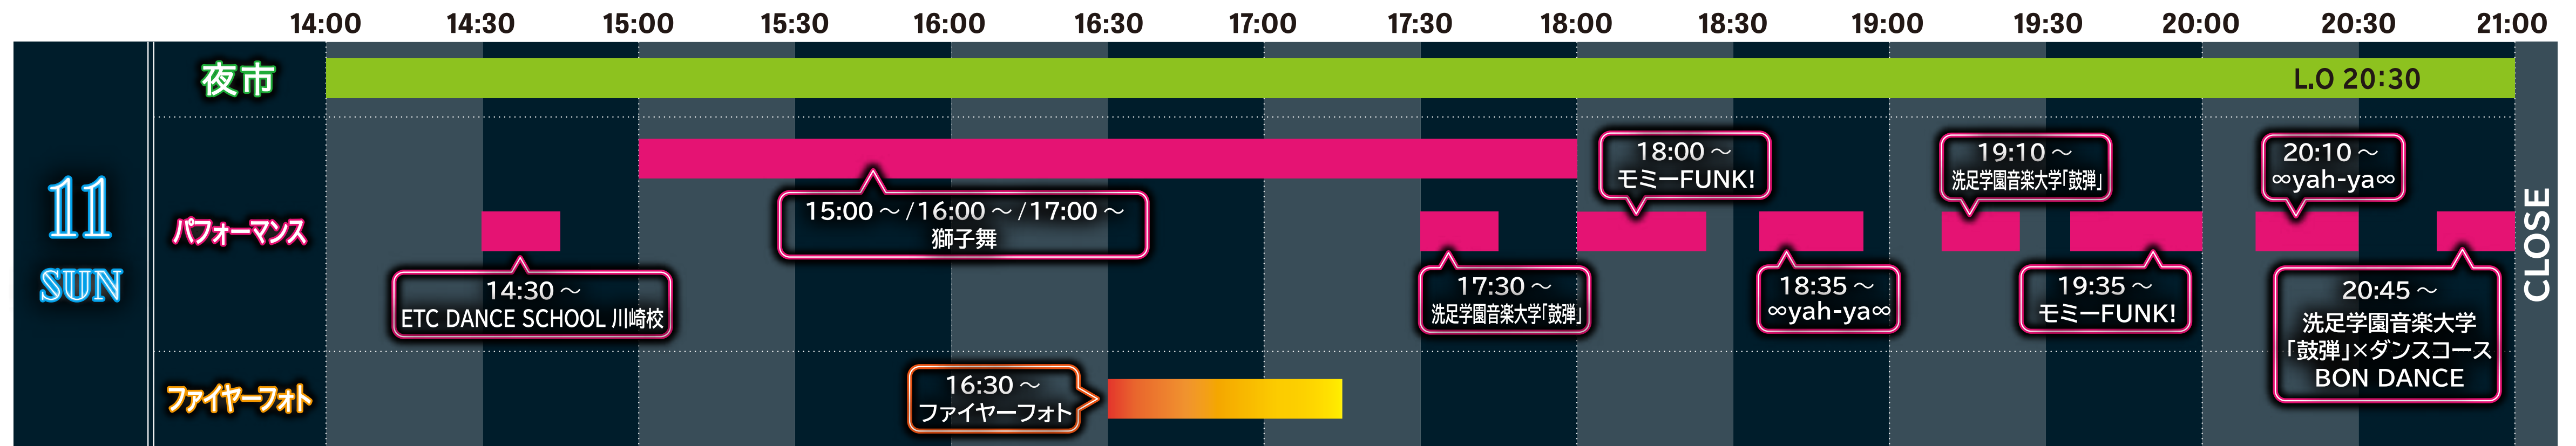 14:00 14:30 15:00 15:30 16:00 16:30 17:00 17:30 18:00 18:30 19:00 19:30 20:00 20:30 21:00
11
SUN
夜市
L.O 20:30
パフォーマンス
14:30～
ETC DANCE SCHOOL 川崎校
15:00～/16:00～/17:00～
獅子舞
17:30～
洗足学園音楽大学「鼓弾」
18:00～
モミーFUNK!
18:35～
∞yah-ya∞
19:10～
洗足学園音楽大学「鼓弾」
19:35～
モミーFUNK!
20:10～
∞yah-ya∞
20:45～
洗足学園音楽大学
「鼓弾」×ダンスコース
BON DANCE
ファイヤーフォト
16:30～
ファイヤーフォト
CLOSE